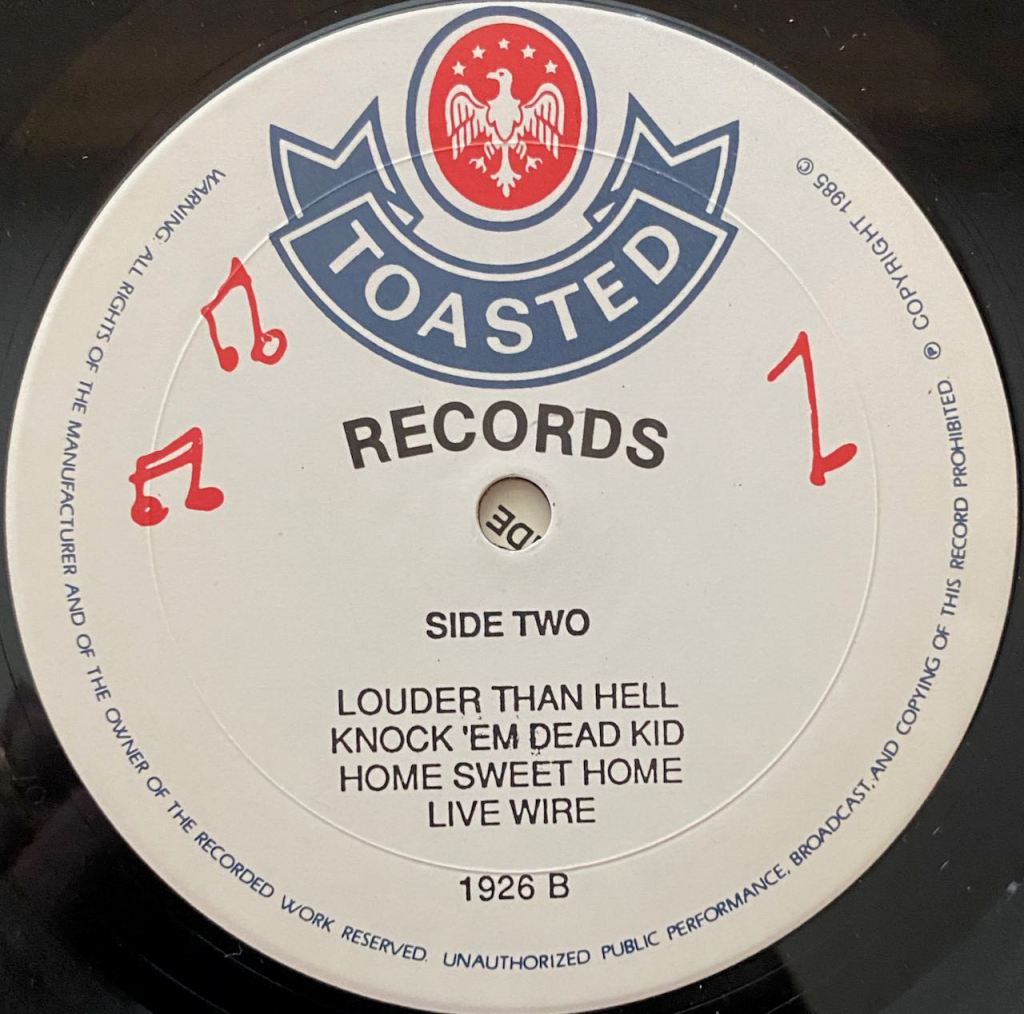 TOASTED
RECORDS
IDE
SIDE TWO
LOUDER THAN HELL
KNOCK 'EM DEAD KID
HOME SWEET HOME
LIVE WIRE
1926 B
WARNING: ALL RIGHTS OF THE MANUFACTURER AND OF THE OWNER OF THE RECORDED WORK RESERVED. UNAUTHORIZED PUBLIC PERFORMANCE, BROADCAST, AND COPYING OF THIS RECORD PROHIBITED. ℗ COPYRIGHT 1985 ©